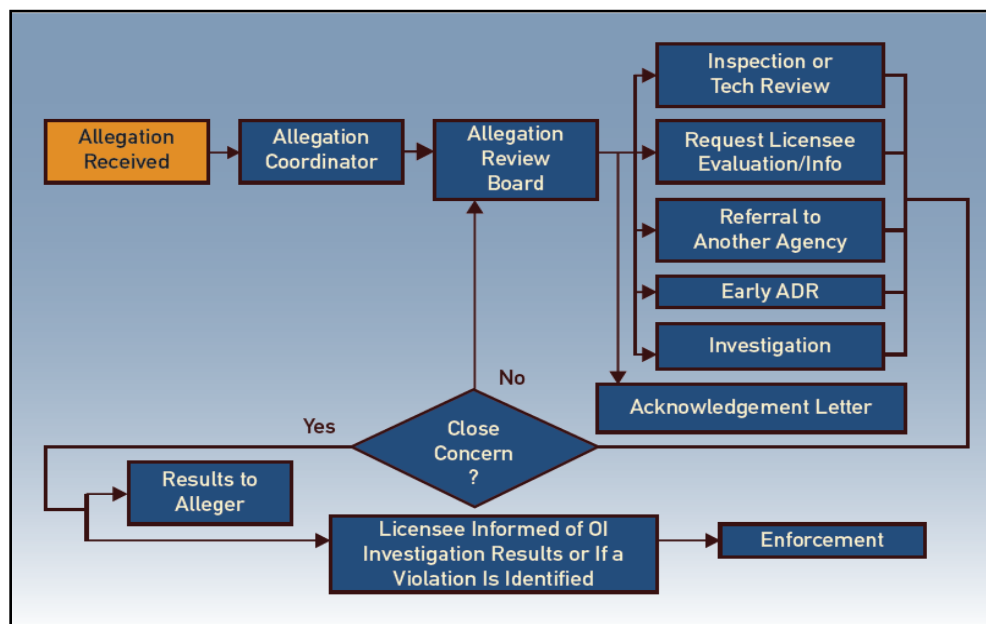 Allegation
Received
Allegation
Coordinator
Allegation
Review
Board
Inspection or
Tech Review
Request Licensee
Evaluation/Info
Referral to
Another Agency
Early ADR
Investigation
Acknowledgement Letter
No
Yes
Close
Concern
?
Results to
Alleger
Licensee Informed of OI
Investigation Results or If a
Violation Is Identified
Enforcement